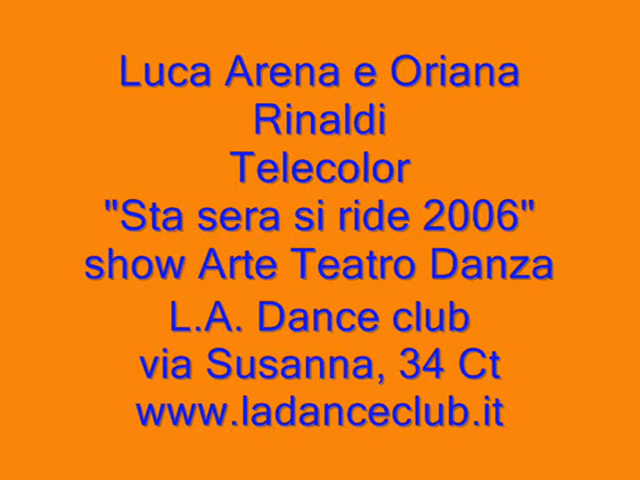 Luca Arena e Oriana
Rinaldi
Telecolor
"Sta sera si ride 2006"
show Arte Teatro Danza
L.A. Dance club
via Susanna, 34 Ct
www.ladanceclub.it